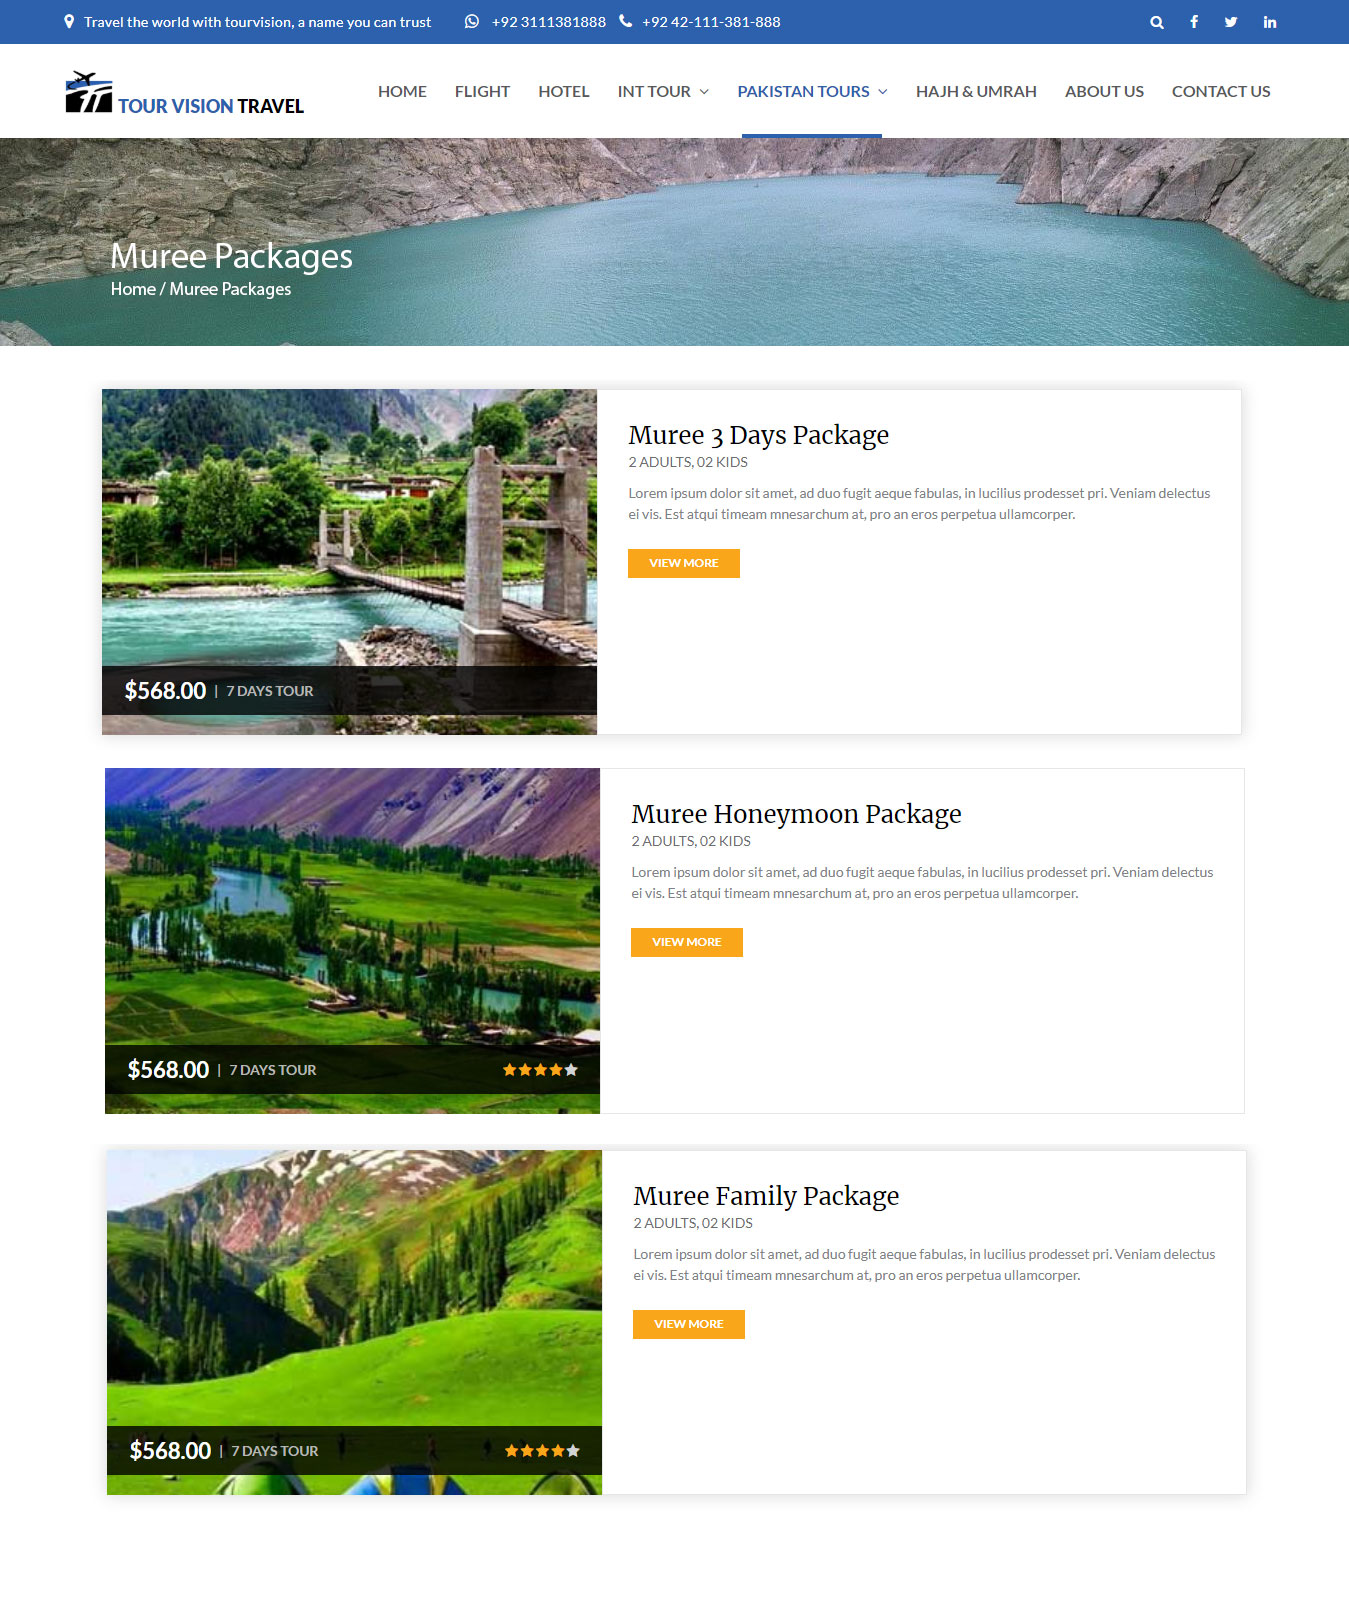 Travel the world with tourvision, a name you can trust +92 3111381888 +92 42-111-381-888
TOUR VISION TRAVEL
HOME FLIGHT HOTEL INT TOUR PAKISTAN TOURS HAJH & UMRAH ABOUT US CONTACT US
Muree Packages
Home / Muree Packages
Muree 3 Days Package
2 ADULTS, 02 KIDS
Lorem ipsum dolor sit amet, ad duo fugit aeque fabulas, in lucilius prodesset pri. Veniam delectus
ei vis. Est atqui timeam mnesarchum at, pro an eros perpetua ullamcorper.
VIEW MORE
$568.00 | 7 DAYS TOUR
Muree Honeymoon Package
2 ADULTS, 02 KIDS
Lorem ipsum dolor sit amet, ad duo fugit aeque fabulas, in lucilius prodesset pri. Veniam delectus
ei vis. Est atqui timeam mnesarchum at, pro an eros perpetua ullamcorper.
VIEW MORE
$568.00 | 7 DAYS TOUR
Muree Family Package
2 ADULTS, 02 KIDS
Lorem ipsum dolor sit amet, ad duo fugit aeque fabulas, in lucilius prodesset pri. Veniam delectus
ei vis. Est atqui timeam mnesarchum at, pro an eros perpetua ullamcorper.
VIEW MORE
$568.00 | 7 DAYS TOUR